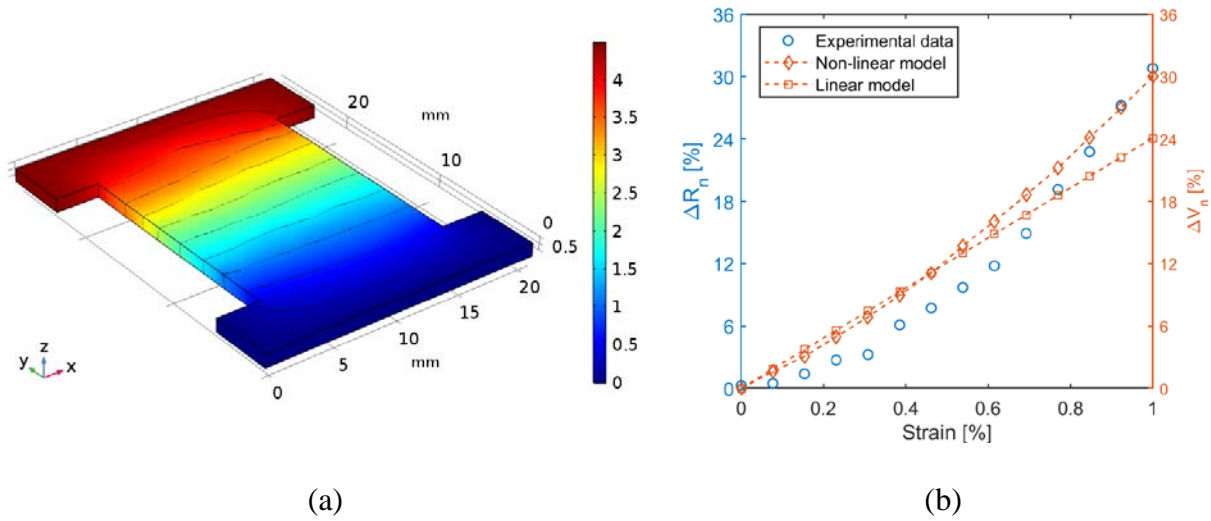 4
3.5
3
2.5
2
1.5
1
0.5
0
20
mm
10
0
0.5
20
15
10
mm
5
0
z
y
x
36
30
24
18
12
6
0
ΔRn [%]
Experimental data
Non-linear model
Linear model
36
30
24
18
12
6
0
ΔVn [%]
0
0.2
0.4
0.6
0.8
1
Strain [%]
(a)
(b)